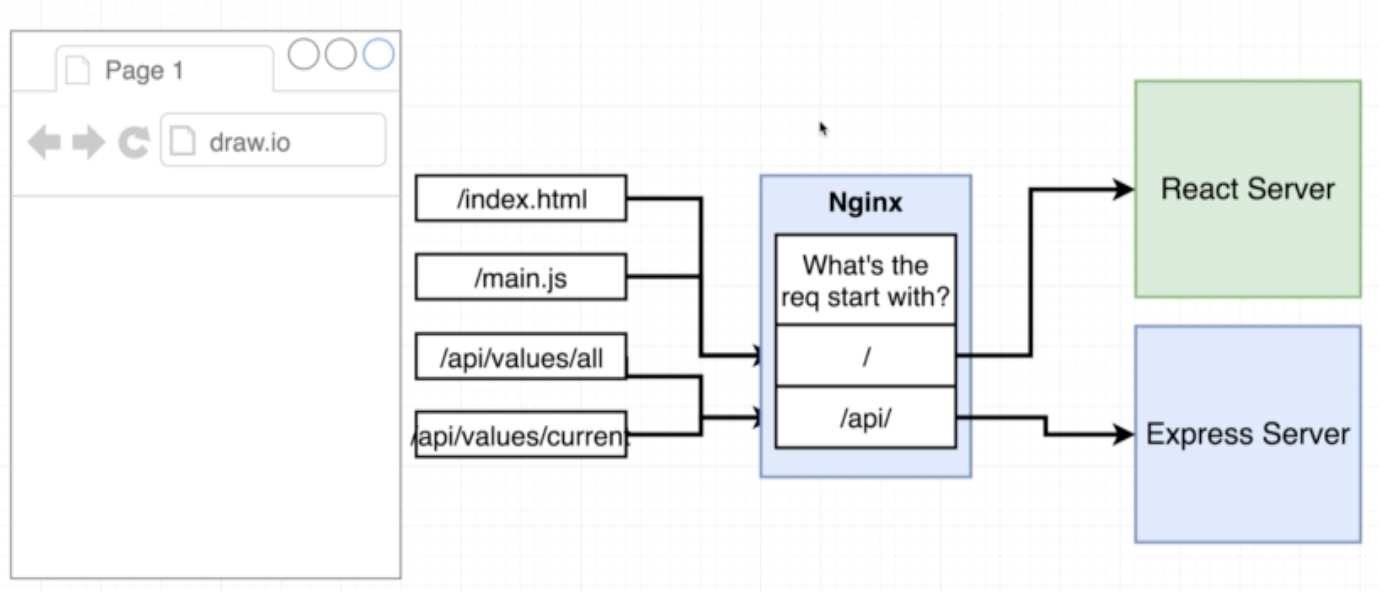 Page 1
draw.io
/index.html
/main.js
/api/values/all
/api/values/current
Nginx
What's the
req start with?
/
/api/
React Server
Express Server